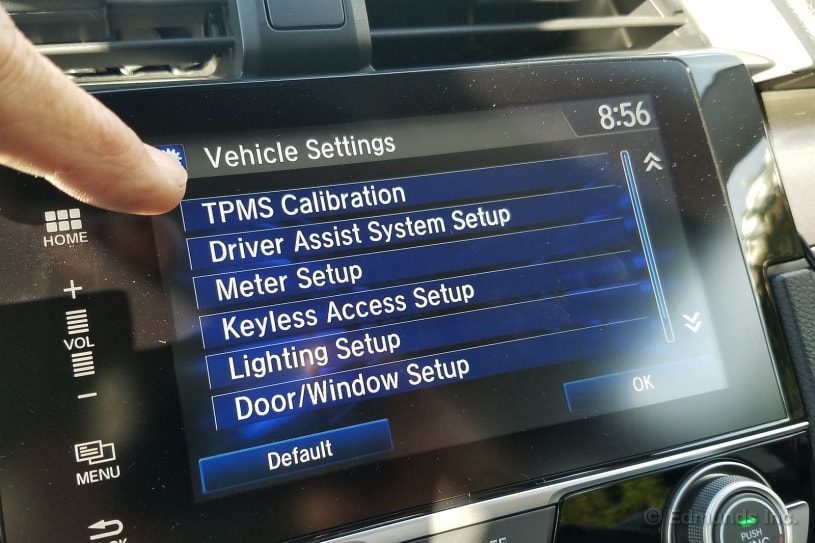 8:56
Vehicle Settings
TPMS Calibration
Driver Assist System Setup
Meter Setup
Keyless Access Setup
Lighting Setup
Door/Window Setup
OK
Default
HOME
+
VOL
−
MENU
PUSH
© Edmunds Inc.